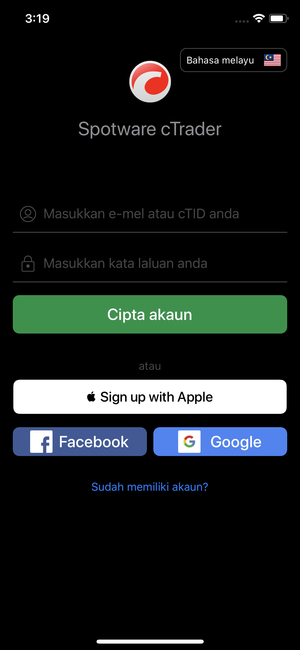 3:19
Bahasa melayu
Spotware cTrader
Masukkan e-mel atau cTID anda
Masukkan kata laluan anda
Cipta akaun
atau
Sign up with Apple
Facebook
Google
Sudah memiliki akaun?